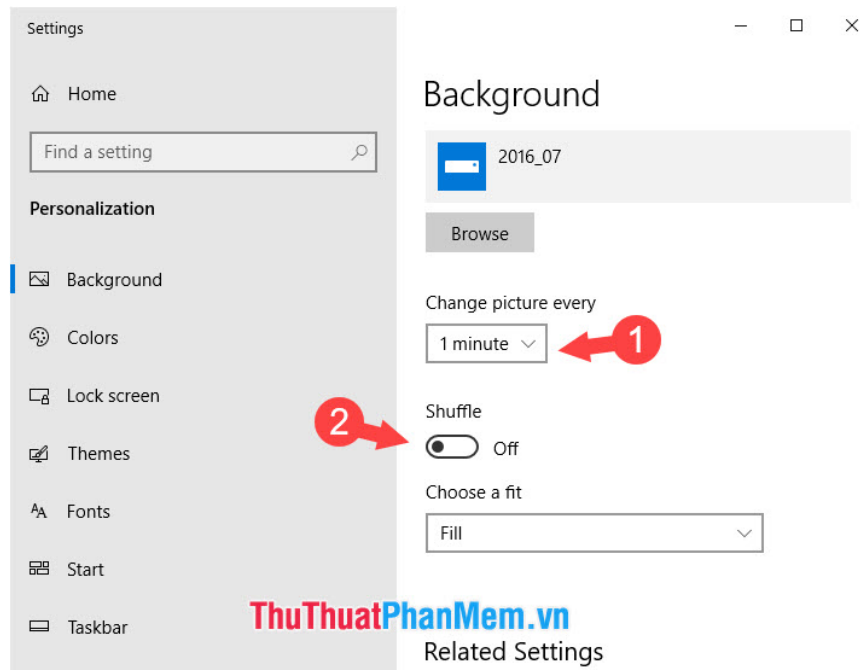 Settings
Home
Find a setting
Personalization
Background
Colors
Lock screen
Themes
Fonts
Start
Taskbar
Background
2016_07
Browse
Change picture every
1 minute
1
Shuffle
2
Off
Choose a fit
Fill
ThuThuatPhanMem.vn
Related Settings